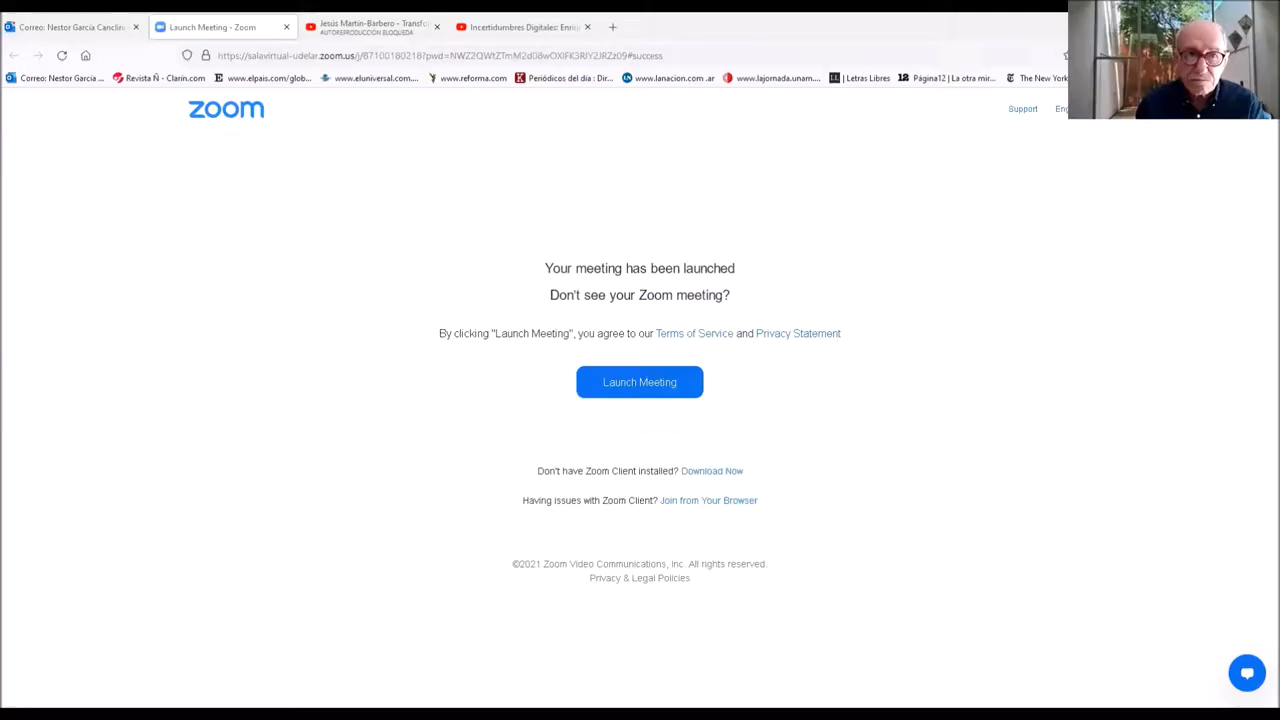 Correo: Nestor García Canclini
Launch Meeting - Zoom
Jesús Martín-Barbero - Transfo
AUTOREPRODUCCIÓN BLOQUEADA
Incertidumbres Digitales: Enriq
zoom.us
Correo: Nestor García ...
Revista Ñ - Clarín.com
www.elpais.com/glob...
www.eluniversal.com....
www.reforma.com
Periódicos del día : Dir...
www.lanacion.com .ar
www.lajornada.unam....
| Letras Libres
Página12 | La otra mir...
The New York
zoom
Support
Eng
Your meeting has been launched
Don't see your Zoom meeting?
By clicking "Launch Meeting", you agree to our Terms of Service and Privacy Statement
Launch Meeting
Don't have Zoom Client installed? Download Now
Having issues with Zoom Client? Join from Your Browser
©2021 Zoom Video Communications, Inc. All rights reserved.
Privacy & Legal Policies